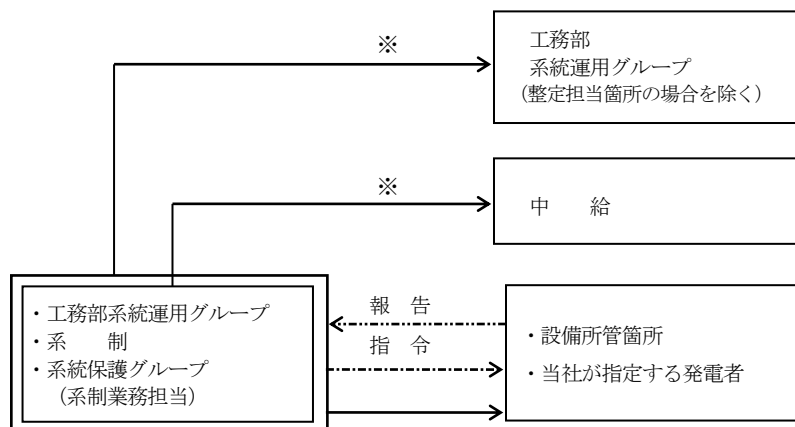 ※
工務部
系統運用グループ
（整定担当箇所の場合を除く）
※
中　　給
・工務部系統運用グループ
・系　　制
・系統保護グループ
（系制業務担当）
報　告
指　令
・設備所管箇所
・当社が指定する発電者